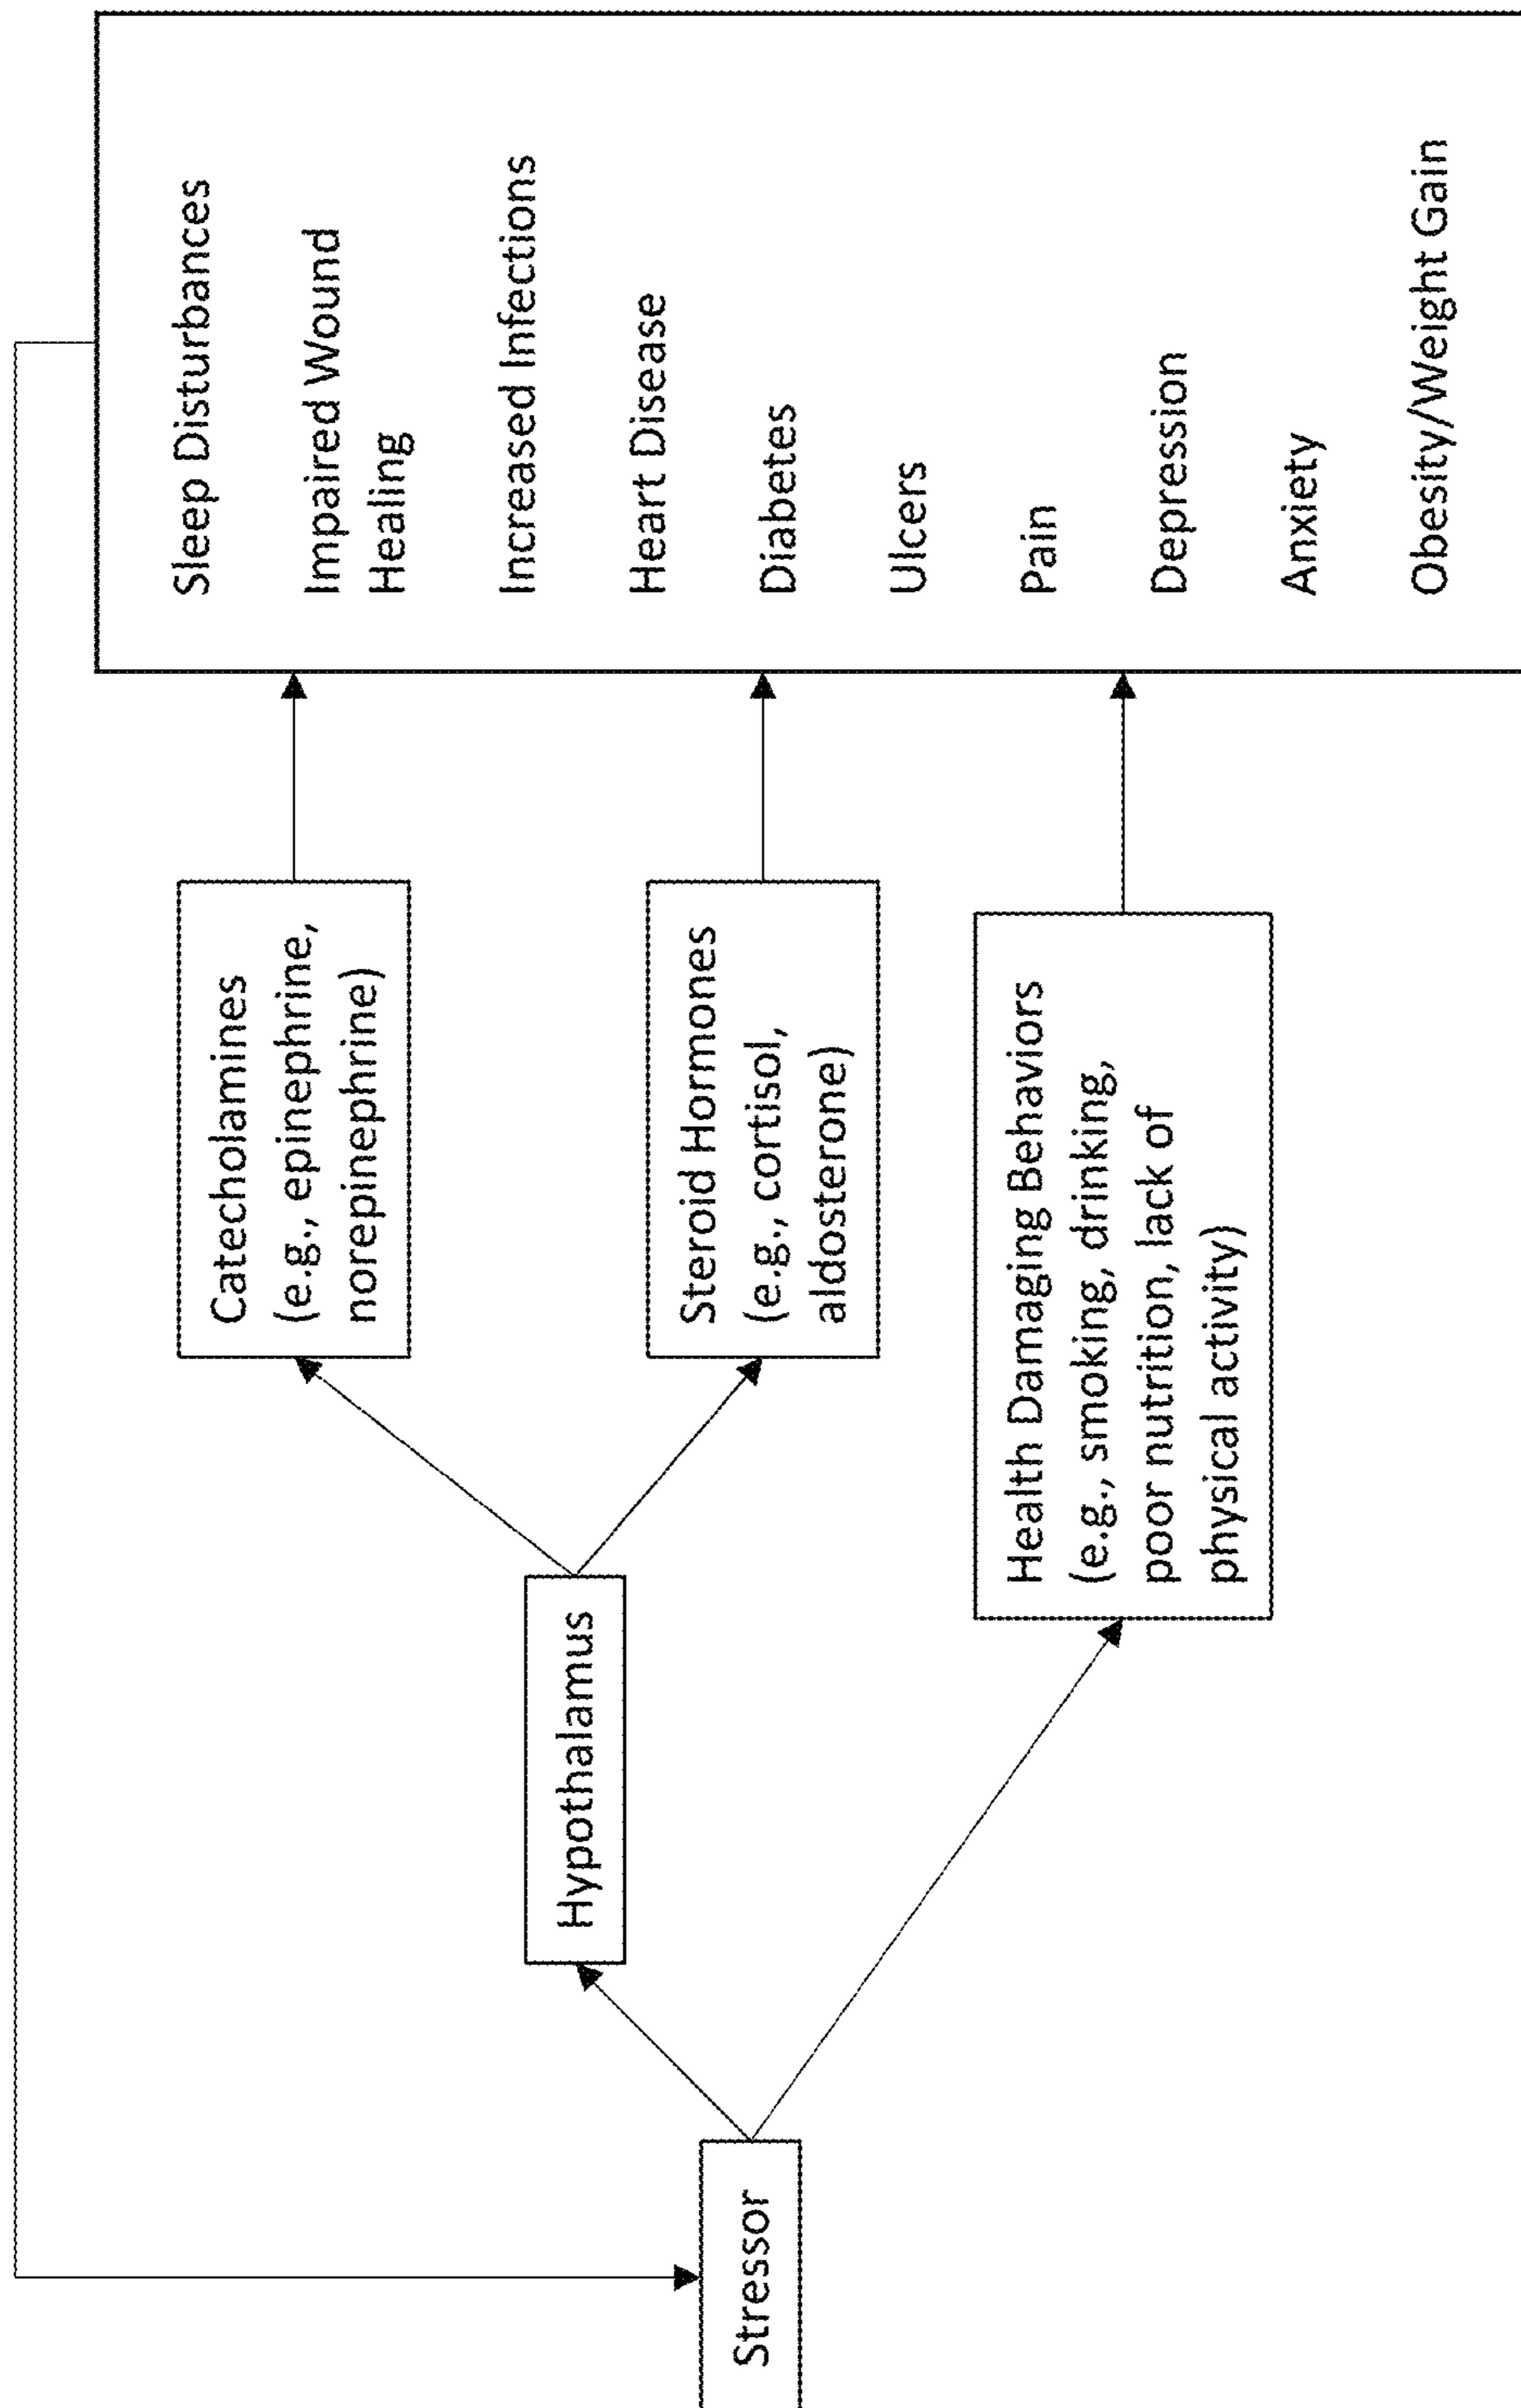 Stressor
Hypothalamus
Catecholamines
(e.g., epinephrine,
norepinephrine)
Steroid Hormones
(e.g., cortisol,
aldosterone)
Health Damaging Behaviors
(e.g., smoking, drinking,
poor nutrition, lack of
physical activity)
Sleep Disturbances
Impaired Wound
Healing
Increased Infections
Heart Disease
Diabetes
Ulcers
Pain
Depression
Anxiety
Obesity/Weight Gain